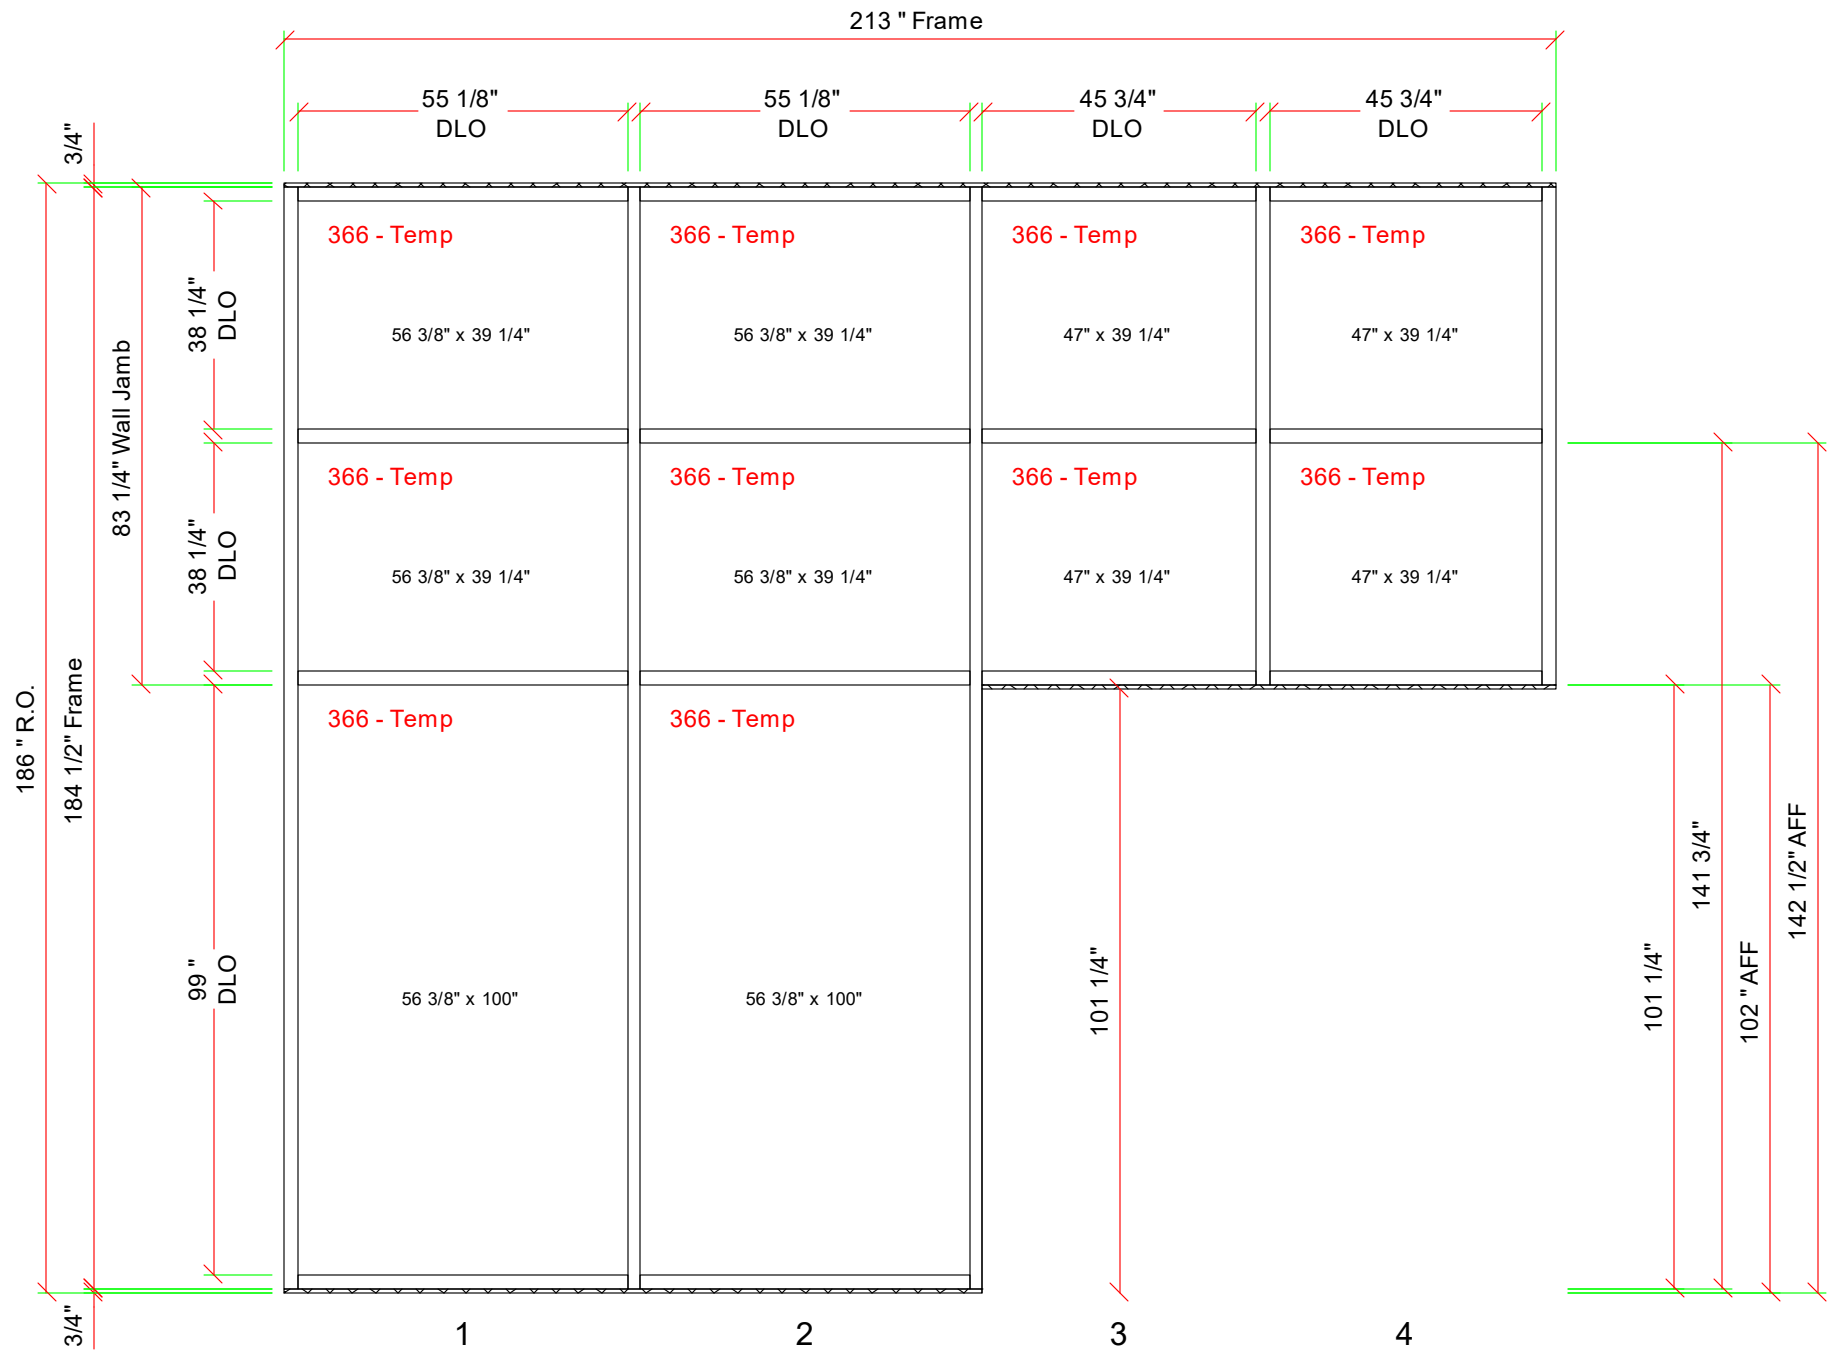 213 " Frame
55 1/8"
DLO
55 1/8"
DLO
45 3/4"
DLO
45 3/4"
DLO
3/4"
366 - Temp
366 - Temp
366 - Temp
366 - Temp
38 1/4"
DLO
56 3/8" x 39 1/4"
56 3/8" x 39 1/4"
47" x 39 1/4"
47" x 39 1/4"
83 1/4" Wall Jamb
366 - Temp
366 - Temp
366 - Temp
366 - Temp
38 1/4"
DLO
56 3/8" x 39 1/4"
56 3/8" x 39 1/4"
47" x 39 1/4"
47" x 39 1/4"
186 " R.O.
184 1/2" Frame
366 - Temp
366 - Temp
99 "
DLO
56 3/8" x 100"
56 3/8" x 100"
101 1/4"
101 1/4"
141 3/4"
102 " AFF
142 1/2" AFF
3/4"
1
2
3
4